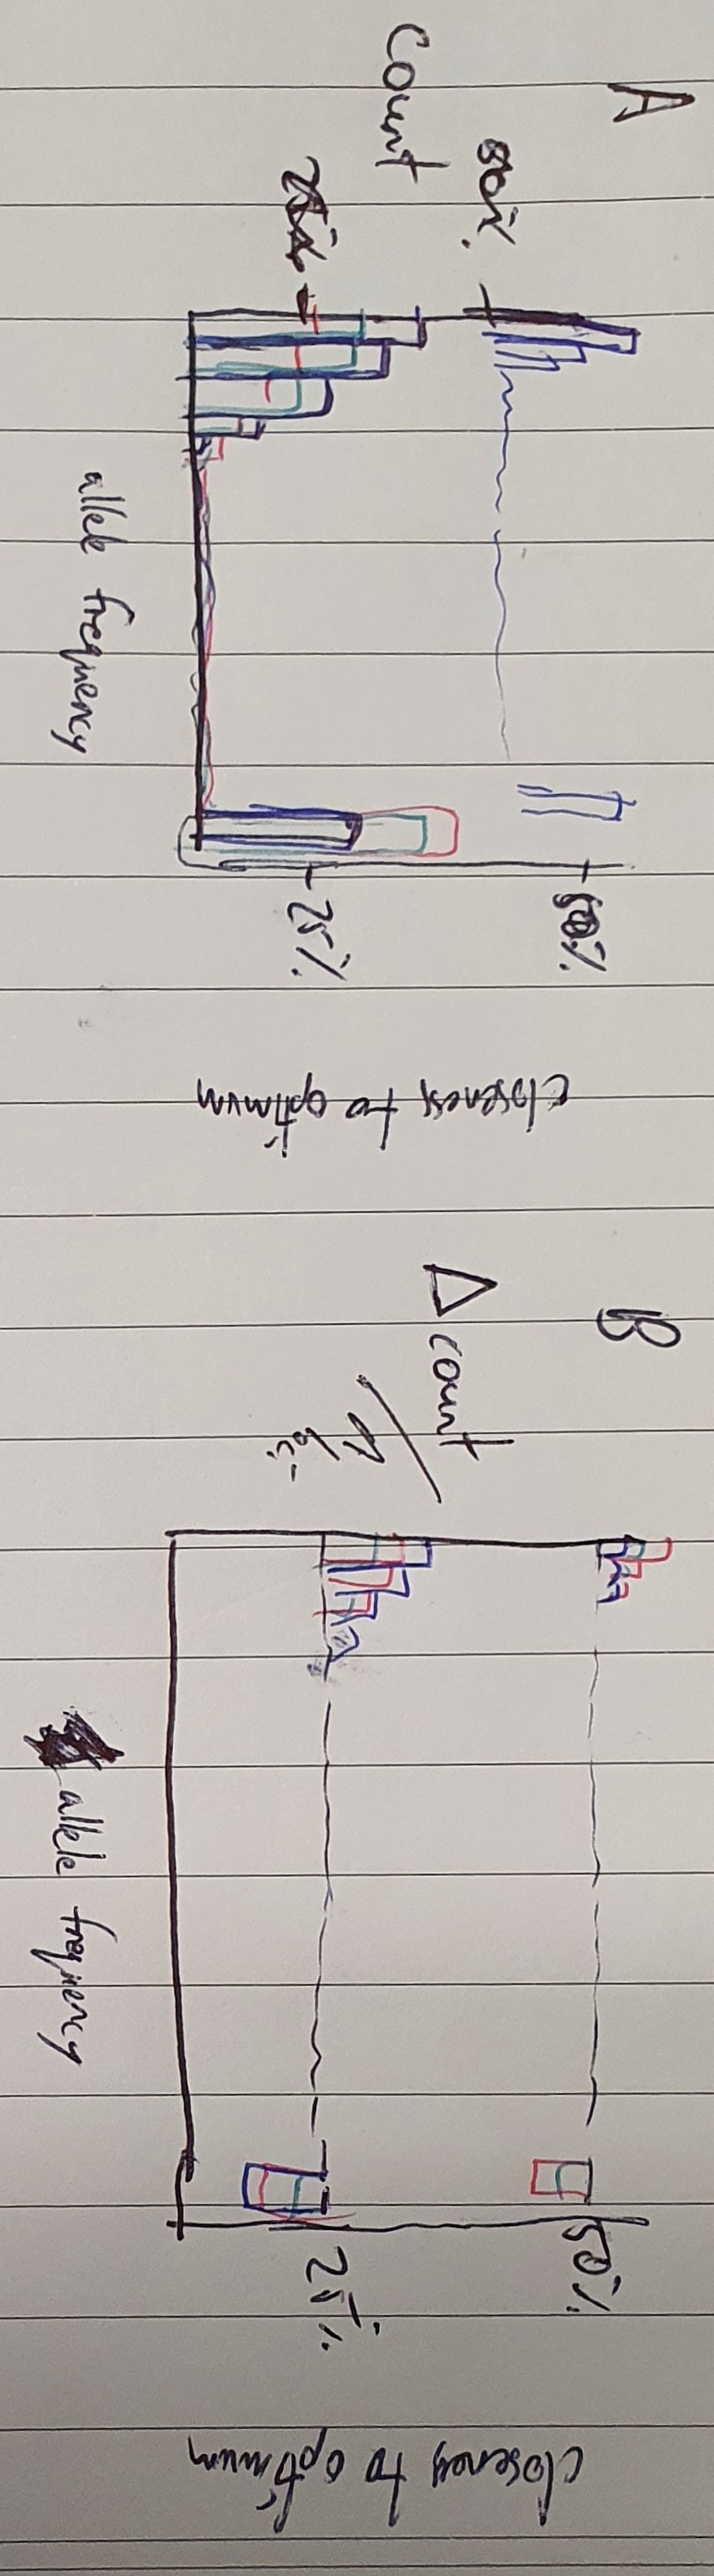 A
50%
50%.
count
25%
25%
closeness to optimum
allele frequency
B
50%.
Δ count
/
25%.
closeness to optimum
allele frequency